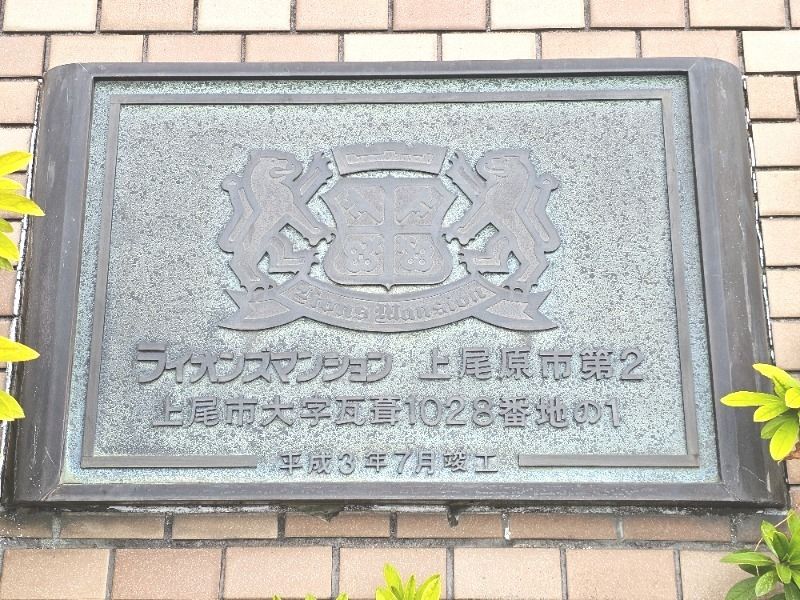 Lions Mansion
ライオンズマンション 上尾原市第2
上尾市大字瓦葺1028番地の1
平成3年7月竣工